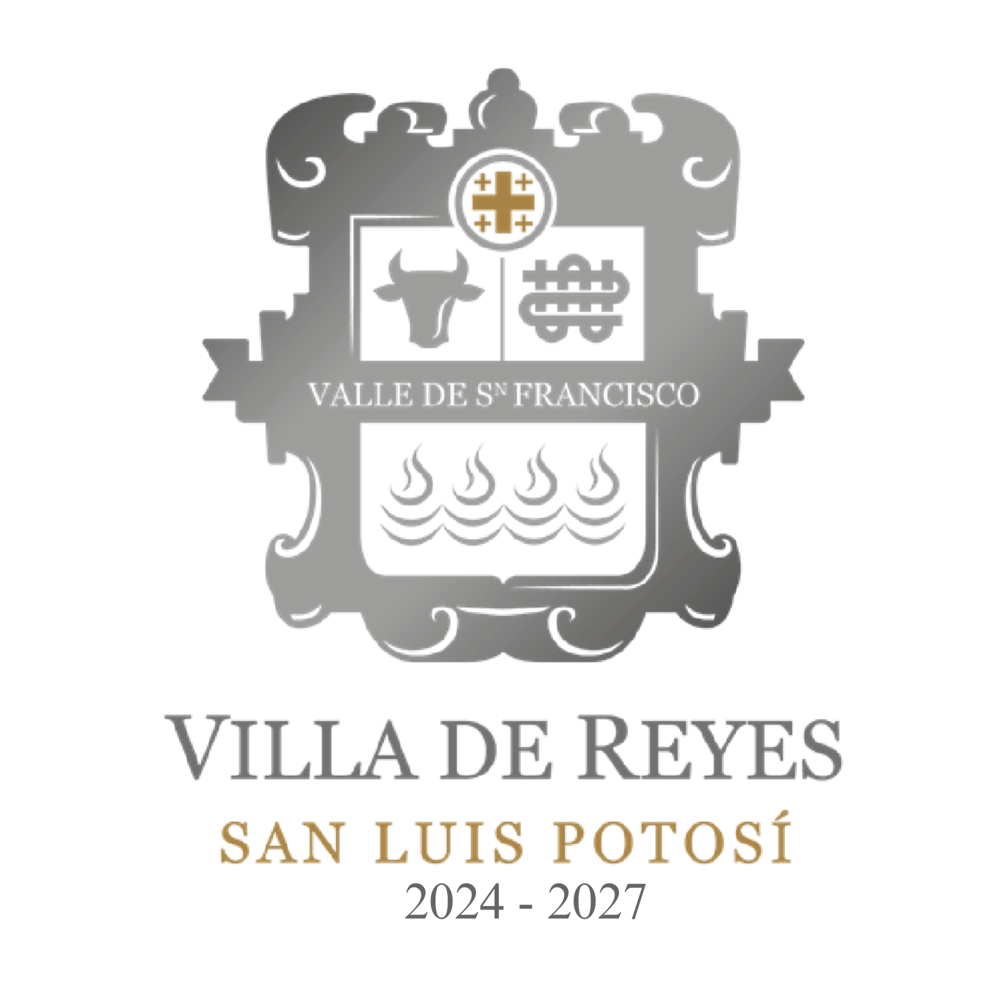 VALLE DE Sᴺ FRANCISCO
VILLA DE REYES
SAN LUIS POTOSÍ
2024 - 2027